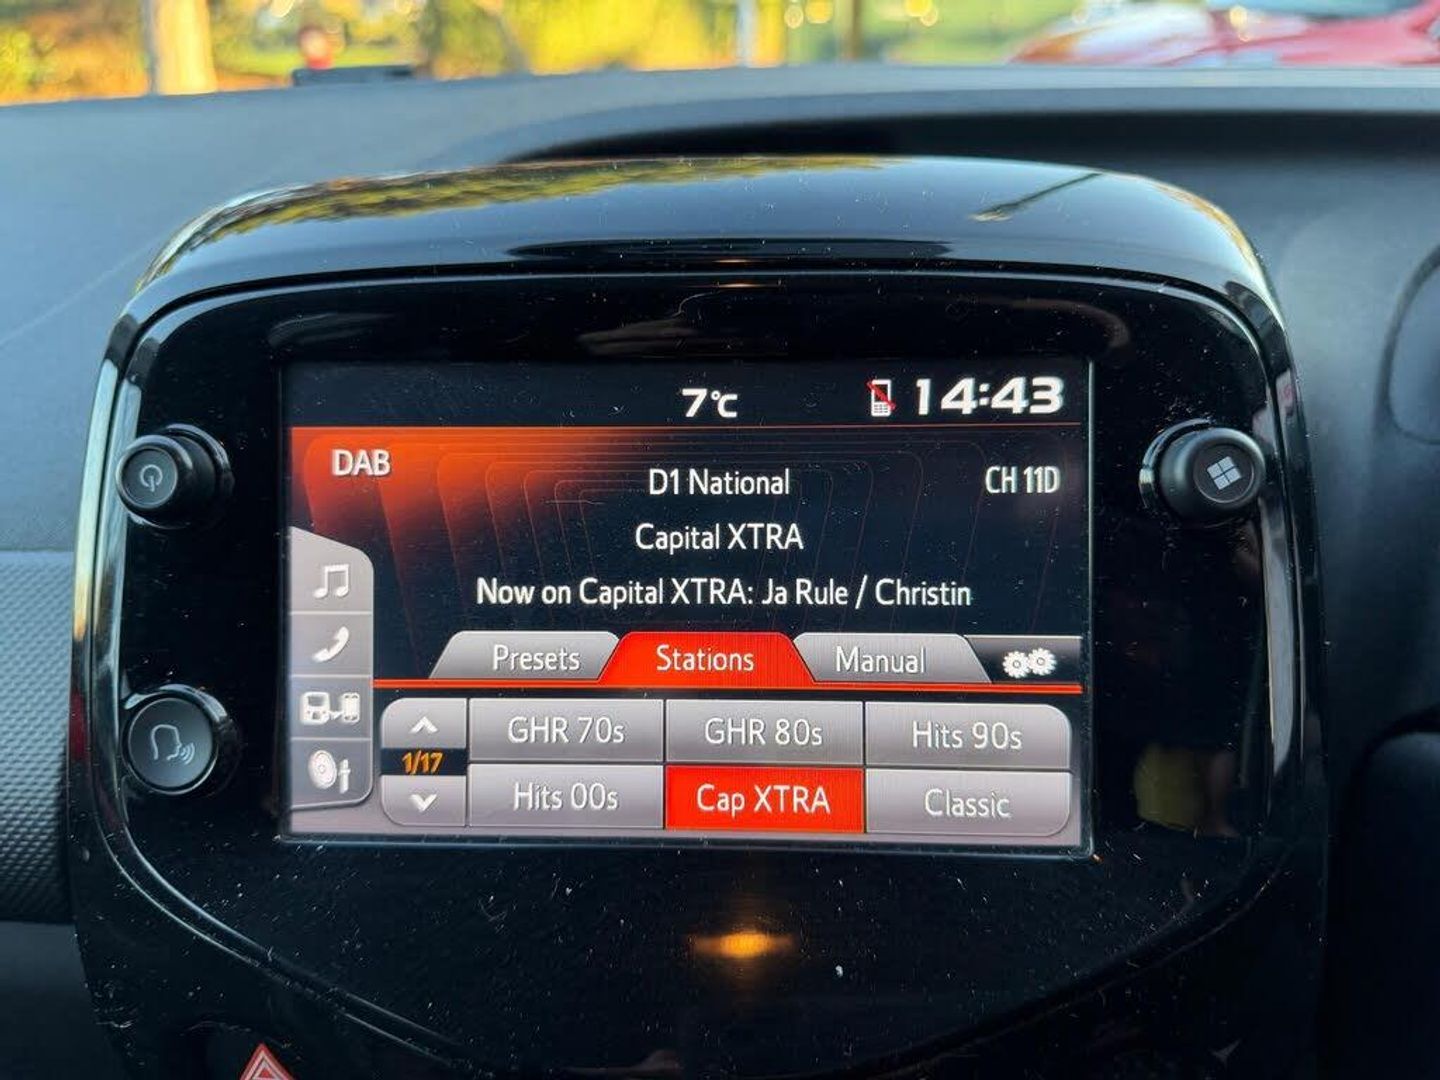 7°C 14:43
DAB
D1 National CH 11D
Capital XTRA
Now on Capital XTRA: Ja Rule / Christin
Presets Stations Manual
GHR 70s GHR 80s Hits 90s
1/17
Hits 00s Cap XTRA Classic